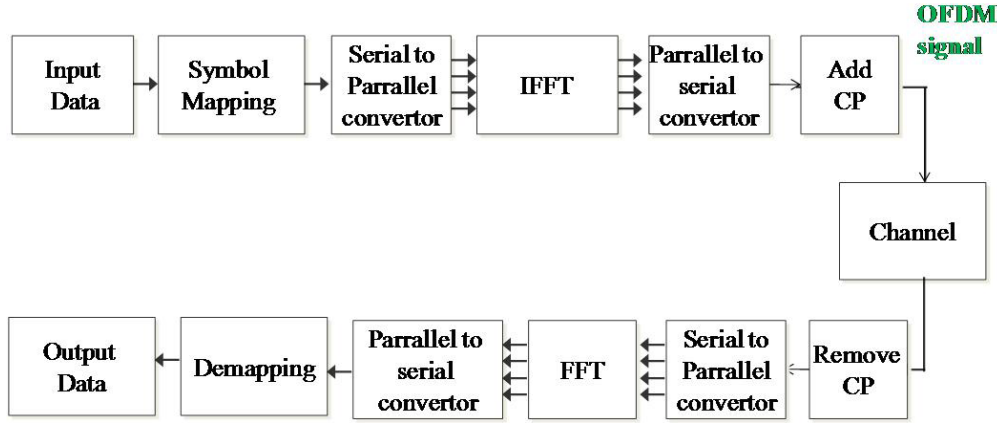 OFDM
signal
Input
Data
Symbol
Mapping
Serial to
Parrallel
convertor
IFFT
Parrallel to
serial
convertor
Add
CP
Channel
Output
Data
Demapping
Parrallel to
serial
convertor
FFT
Serial to
Parrallel
convertor
Remove
CP